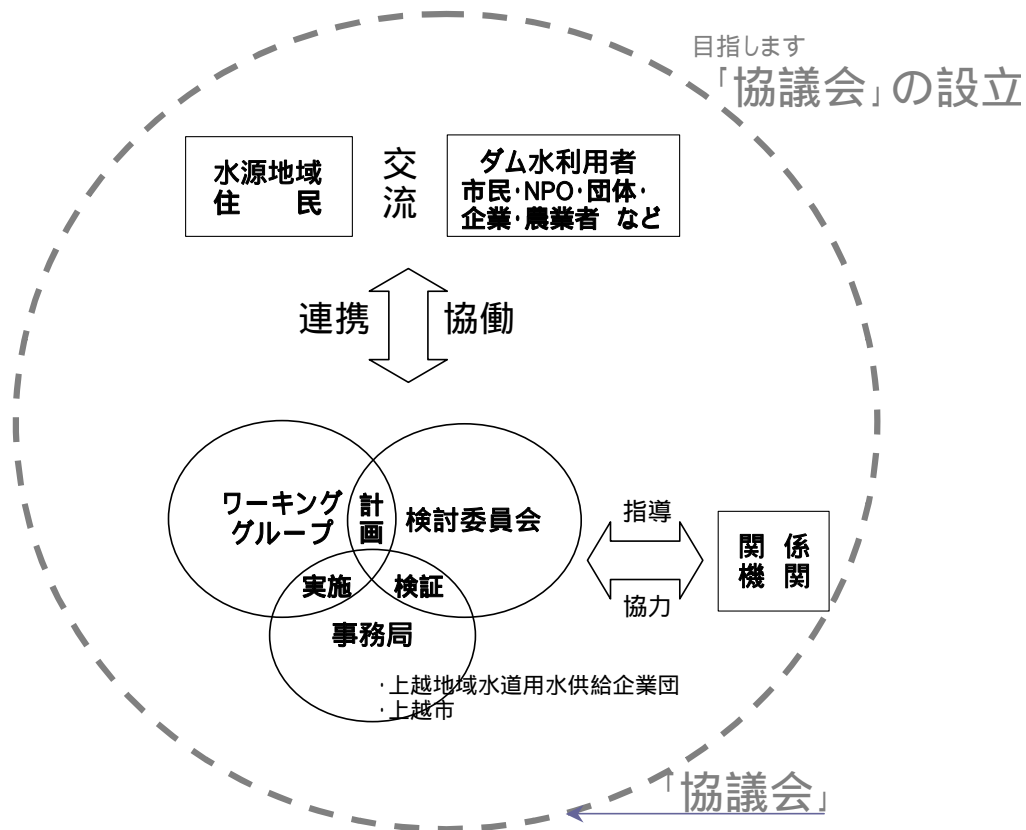 目指します
「協議会」の設立
水源地域
住　　民
交
流
ダム水利用者
市民・NPO・団体・
企業・農業者 など
連携
協働
ワーキング
グループ
計
画
検討委員会
実施
検証
事務局
・上越地域水道用水供給企業団
・上越市
指導
協力
関 係
機 関
「協議会」